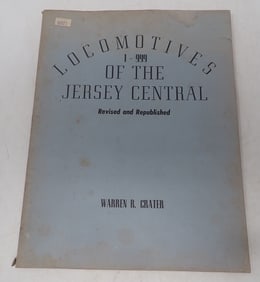 LOCOMOTIVES
1-999
OF THE
JERSEY CENTRAL
Revised and Republished
WARREN R. CRATER